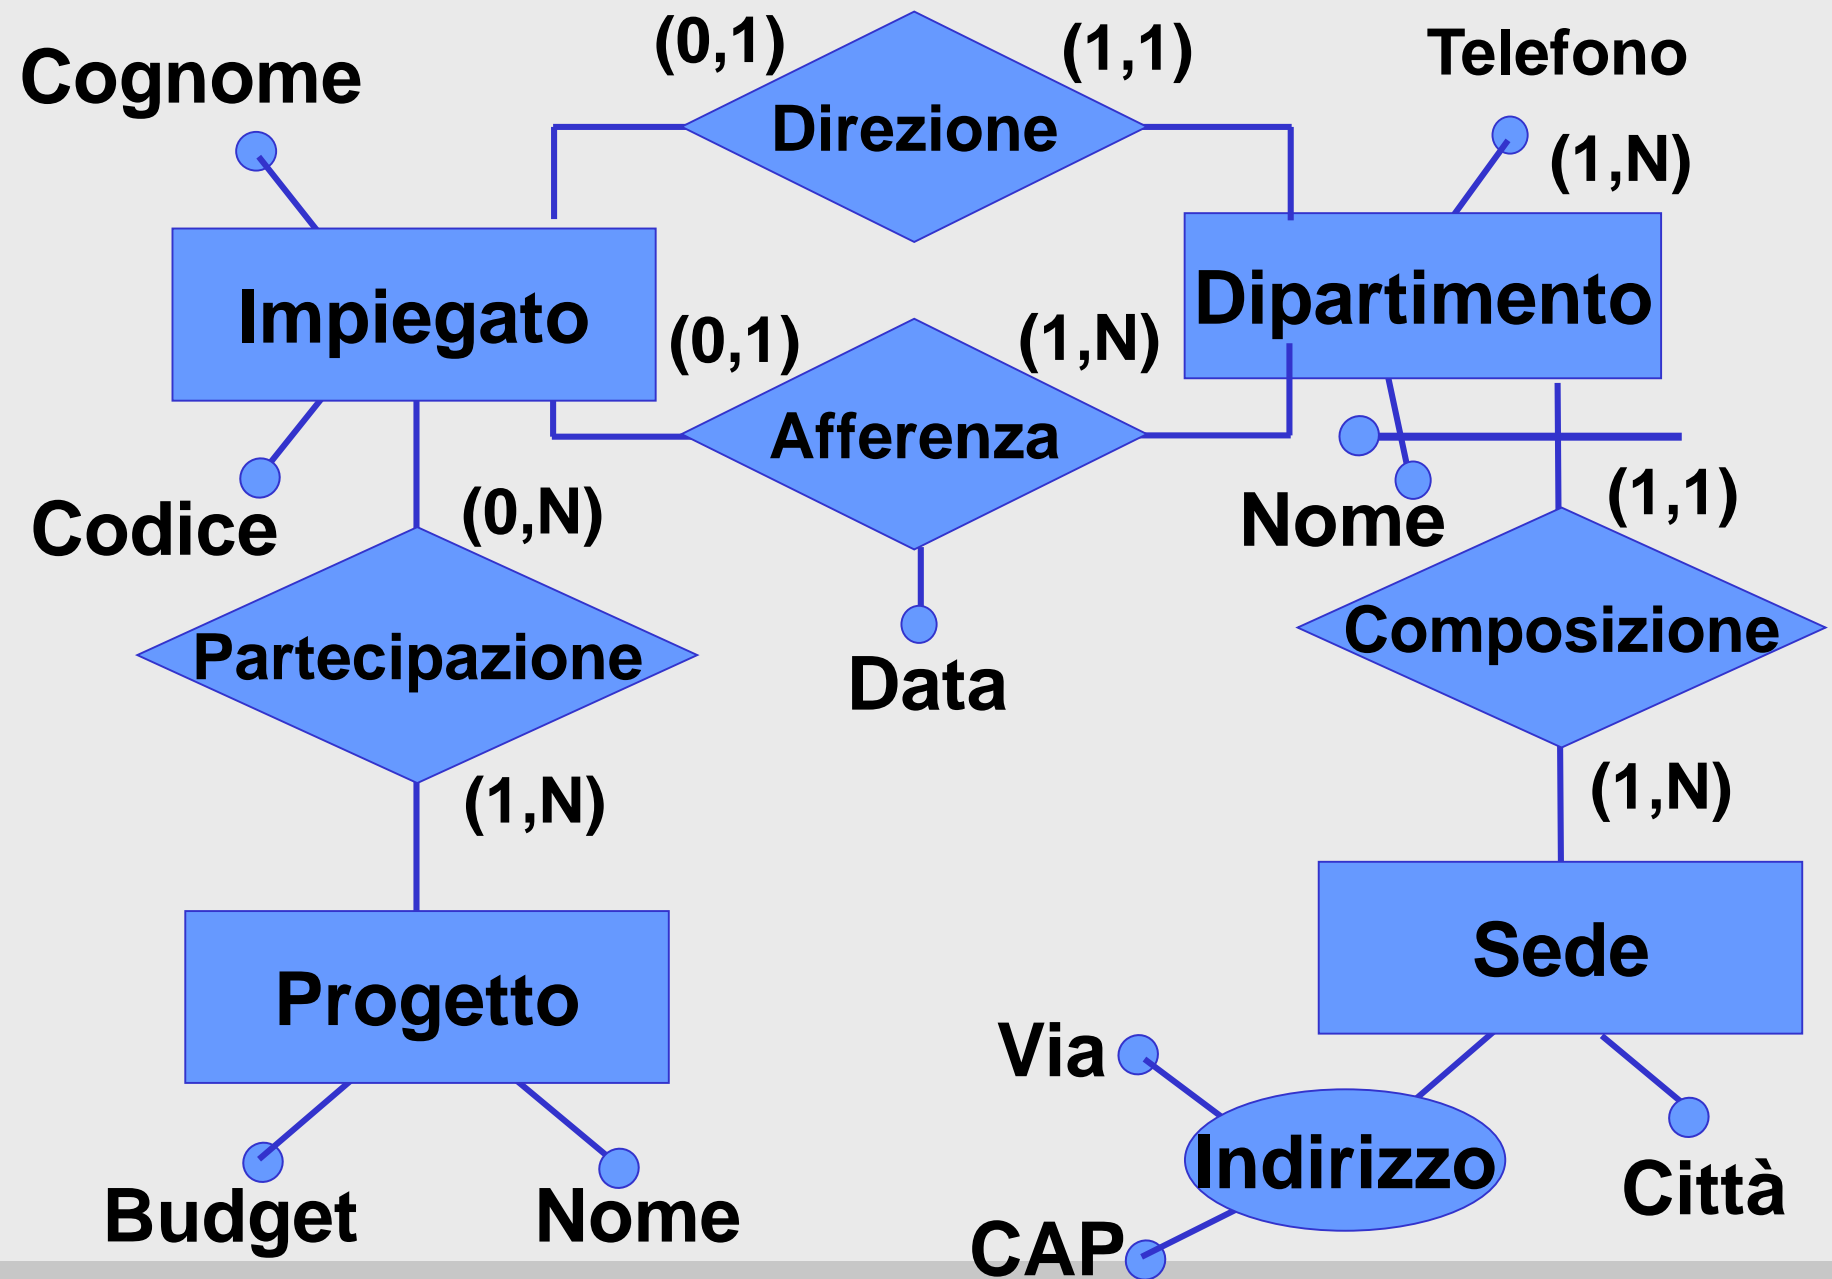 (0,1)
(1,1)
Telefono
Cognome
Direzione
(1,N)
Impiegato
Dipartimento
(0,1)
(1,N)
Afferenza
Codice
(0,N)
Nome
(1,1)
Partecipazione
Composizione
Data
(1,N)
(1,N)
Progetto
Sede
Via
Indirizzo
Città
Budget
Nome
CAP